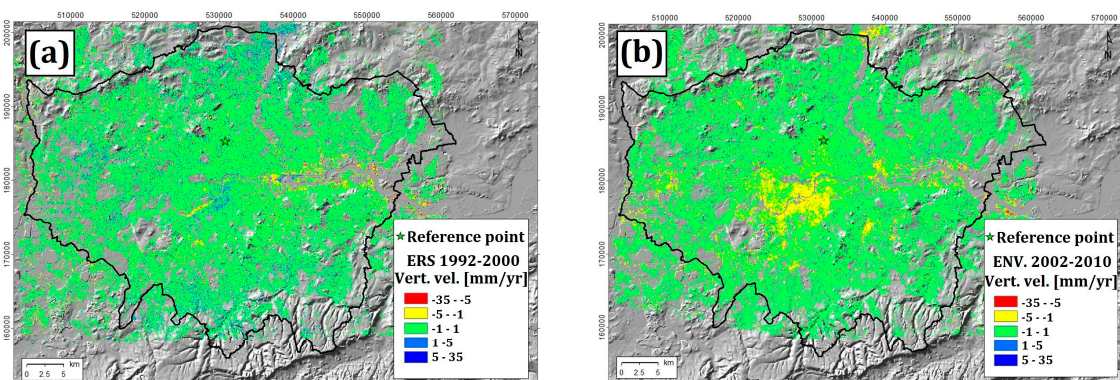 510000 520000 530000 540000 550000 560000 570000
200000
190000
180000
170000
160000
(a)
N
Reference point
ERS 1992-2000
Vert. vel. [mm/yr]
-35 - -5
-5 - -1
-1 - 1
1 - 5
5 - 35
0 2.5 5 km
510000 520000 530000 540000 550000 560000 570000
200000
190000
180000
170000
160000
(b)
N
Reference point
ENV. 2002-2010
Vert. vel. [mm/yr]
-35 - -5
-5 - -1
-1 - 1
1 - 5
5 - 35
0 2.5 5 km